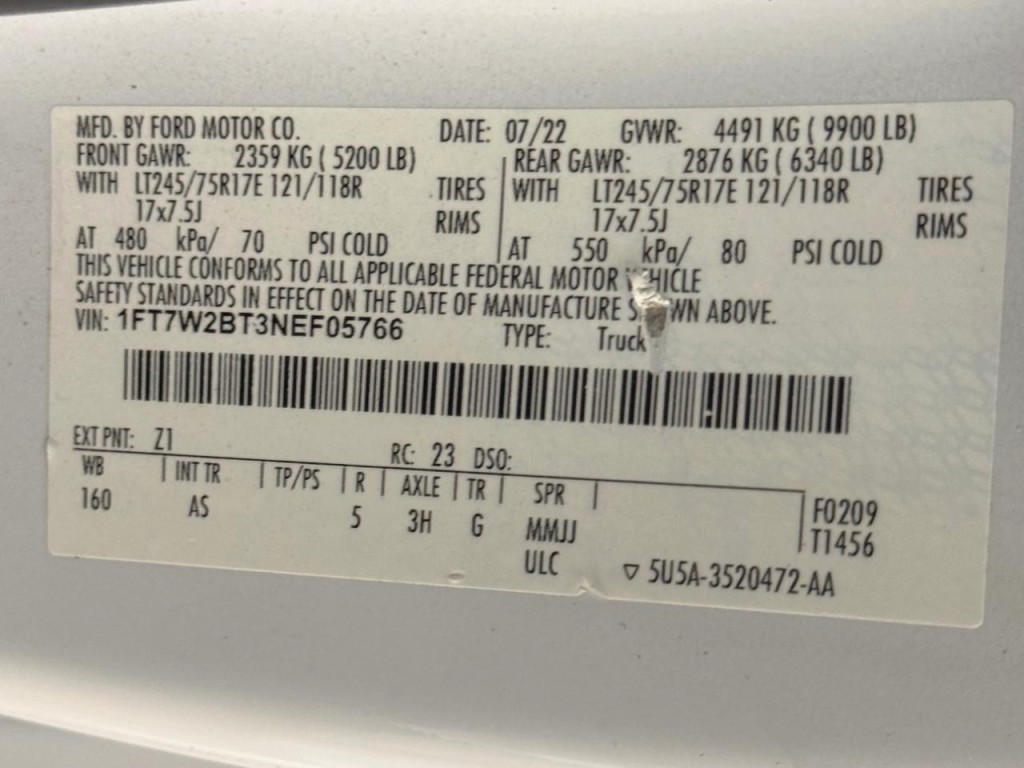 MFD. BY FORD MOTOR CO. DATE: 07/22 GVWR: 4491 KG ( 9900 LB)
FRONT GAWR: 2359 KG ( 5200 LB) REAR GAWR: 2876 KG ( 6340 LB)
WITH LT245/75R17E 121/118R TIRES WITH LT245/75R17E 121/118R TIRES
17x7.5J RIMS 17x7.5J RIMS
AT 480 kPa/ 70 PSI COLD AT 550 kPa/ 80 PSI COLD
THIS VEHICLE CONFORMS TO ALL APPLICABLE FEDERAL MOTOR VEHICLE
SAFETY STANDARDS IN EFFECT ON THE DATE OF MANUFACTURE SHOWN ABOVE.
VIN: 1FT7W2BT3NEF05766 TYPE: Truck
EXT PNT: Z1 RC: 23 DSO:
WB INT TR TP/PS R AXLE TR SPR
160 AS 5 3H G MMJJ
ULC
F0209
T1456
▽ 5U5A-3520472-AA